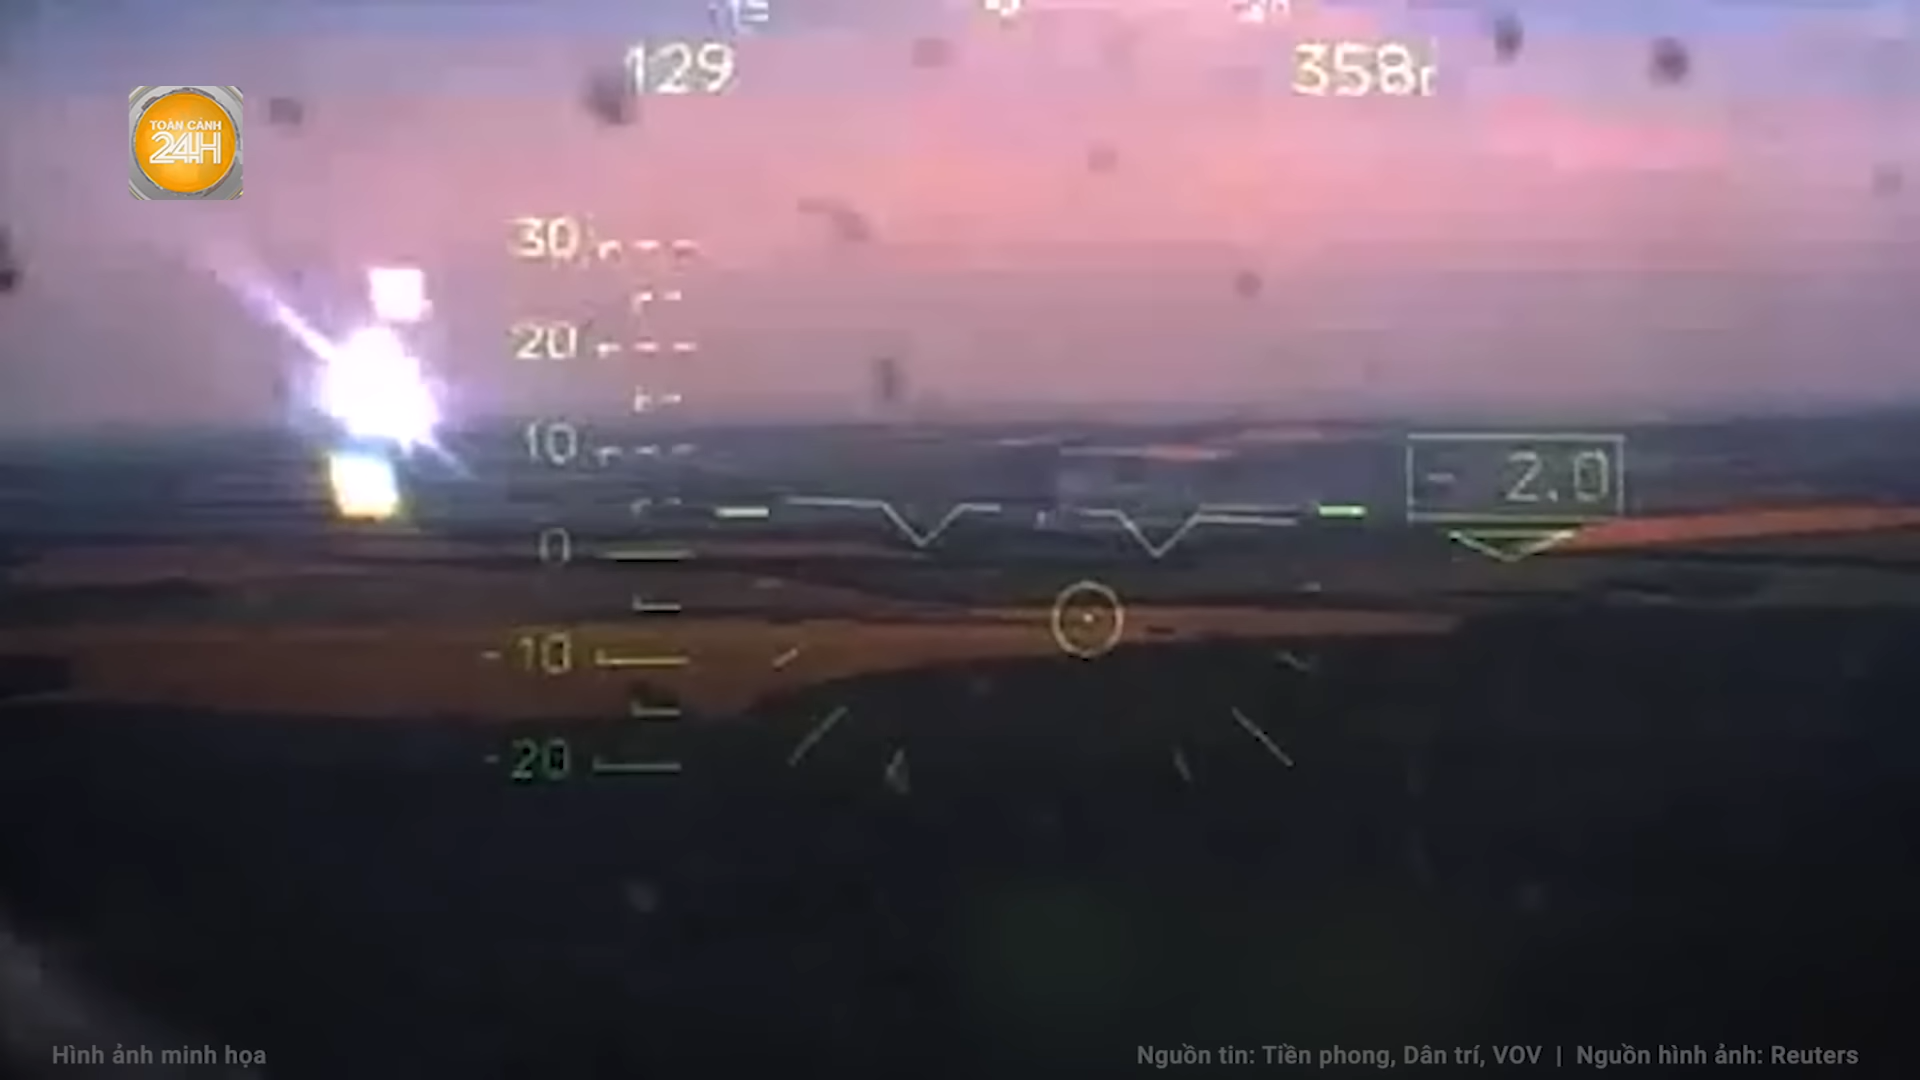 129
358г
TOÀN CẢNH
24H
30
20
10
- 2.0
0
-10
-20
Hình ảnh minh họa
Nguồn tin: Tiền phong, Dân trí, VOV | Nguồn hình ảnh: Reuters